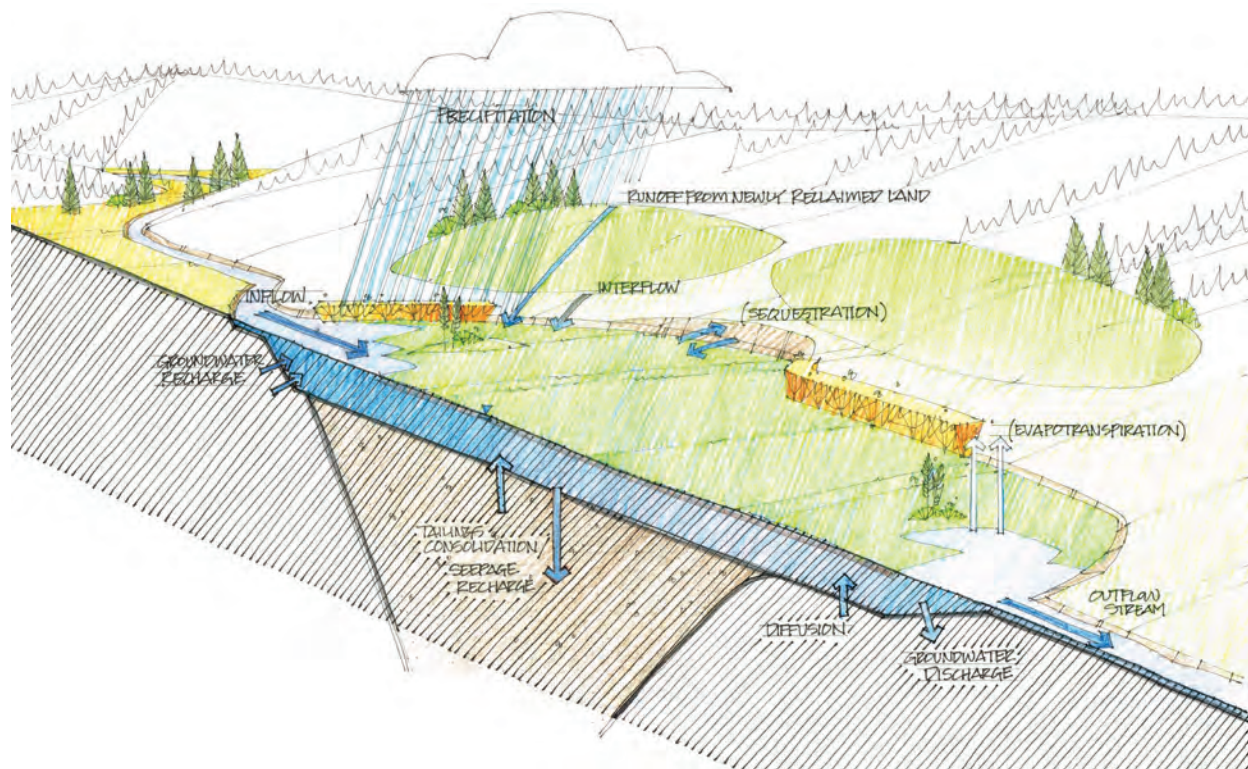 PRECIPITATION
RUNOFF FROM NEWLY RECLAIMED LAND
INFLOW
INTERFLOW
(SEQUESTRATION)
GROUNDWATER
RECHARGE
(EVAPOTRANSPIRATION)
TAILINGS
CONSOLIDATION
SEEPAGE
RECHARGE
DIFFUSION
OUTFLOW
STREAM
GROUNDWATER
DISCHARGE